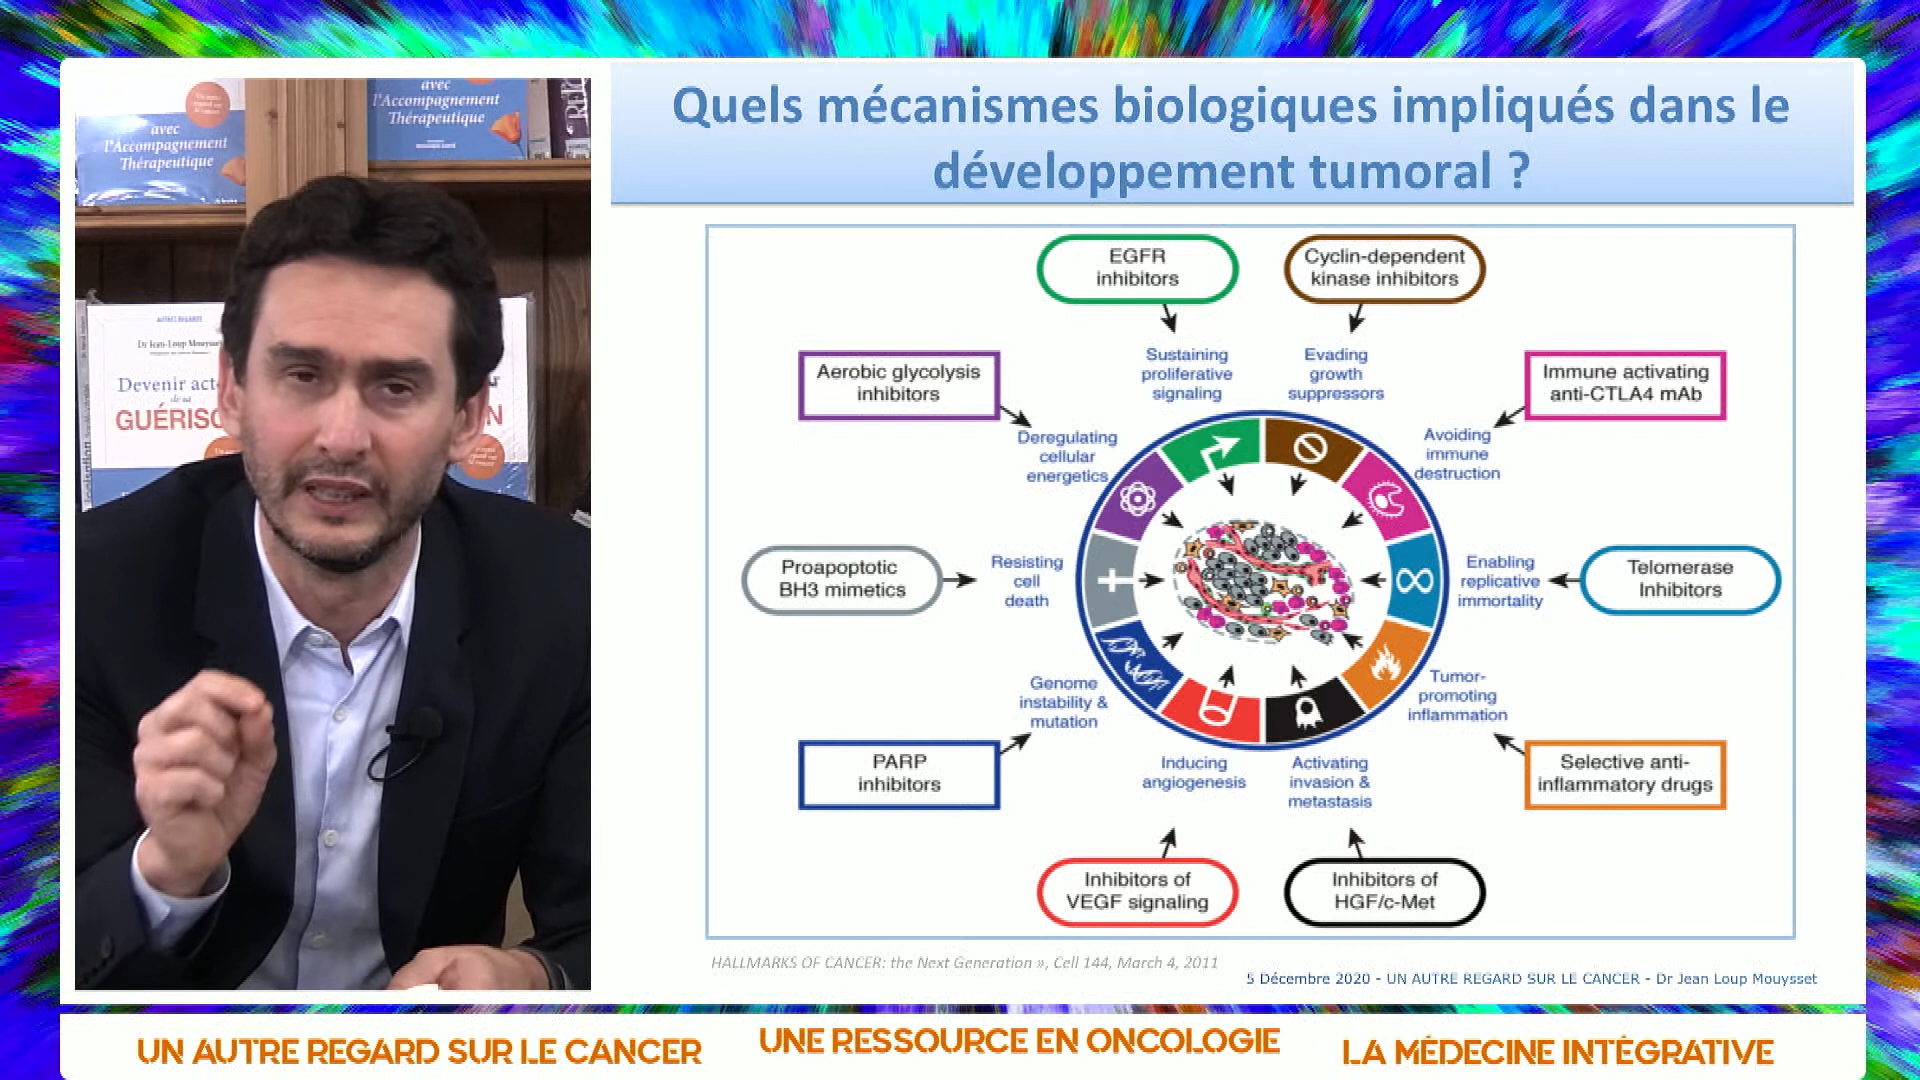 Quels mécanismes biologiques impliqués dans le
développement tumoral ?
avec
l'Accompagnement
Thérapeutique
avec
l'Accompagnement
Thérapeutique
Dr Jean-Loup
Devenir
de sa
EGFR
inhibitors
Cyclin-dependent
kinase inhibitors
Aerobic glycolysis
inhibitors
Sustaining
proliferative
signaling
Evading
growth
suppressors
Immune activating
anti-CTLA4 mAb
Deregulating
cellular
energetics
Avoiding
immune
destruction
Proapoptotic
BH3 mimetics
Resisting
cell
death
Enabling
replicative
immortality
Telomerase
Inhibitors
Genome
instability &
mutation
Tumor-
promoting
inflammation
PARP
inhibitors
Inducing
angiogenesis
Activating
invasion &
metastasis
Selective anti-
inflammatory drugs
Inhibitors of
VEGF signaling
Inhibitors of
HGF/c-Met
HALLMARKS OF CANCER: the Next Generation », Cell 144, March 4, 2011
5 Décembre 2020 - UN AUTRE REGARD SUR LE CANCER - Dr Jean Loup Mouysset
UN AUTRE REGARD SUR LE CANCER
UNE RESSOURCE EN ONCOLOGIE
LA MÉDECINE INTÉGRATIVE